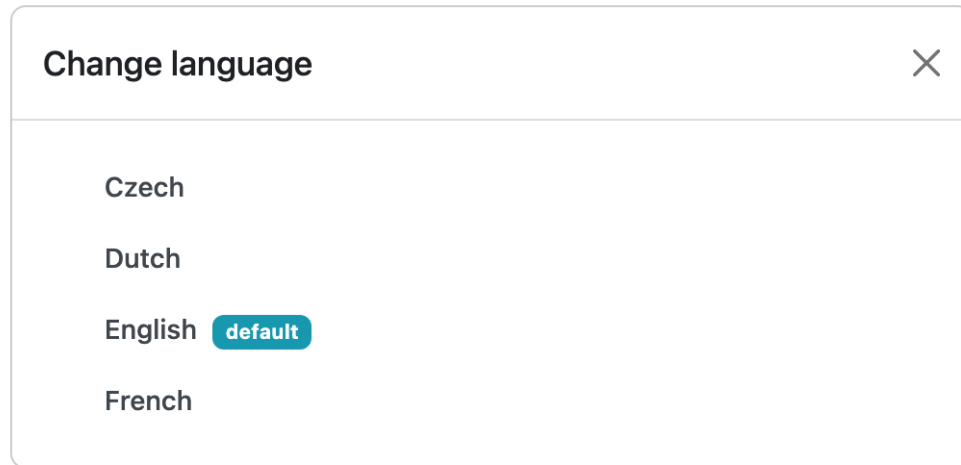 Change language
Czech
Dutch
English default
French